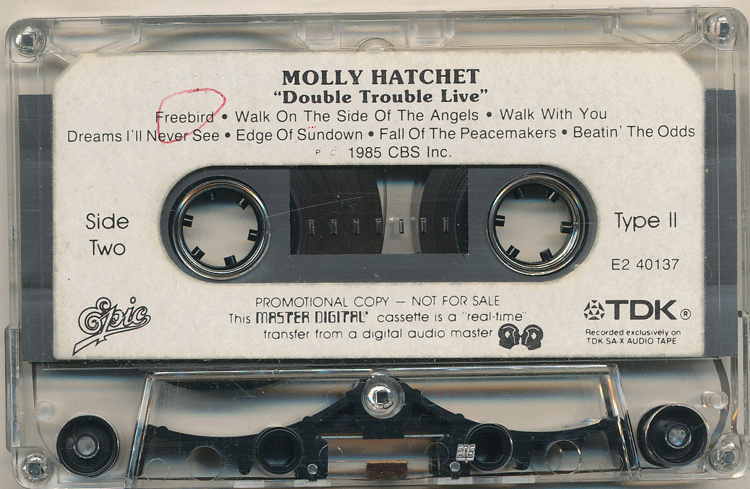 MOLLY HATCHET
"Double Trouble Live"
Freebird • Walk On The Side Of The Angels • Walk With You
Dreams I'll Never See • Edge Of Sundown • Fall Of The Peacemakers • Beatin' The Odds
P C 1985 CBS Inc.
Side
Two
Type II
E2 40137
Epic
PROMOTIONAL COPY — NOT FOR SALE
This MASTER DIGITAL® cassette is a "real-time"
transfer from a digital audio master
TDK®
Recorded exclusively on
TDK SA-X AUDIO TAPE